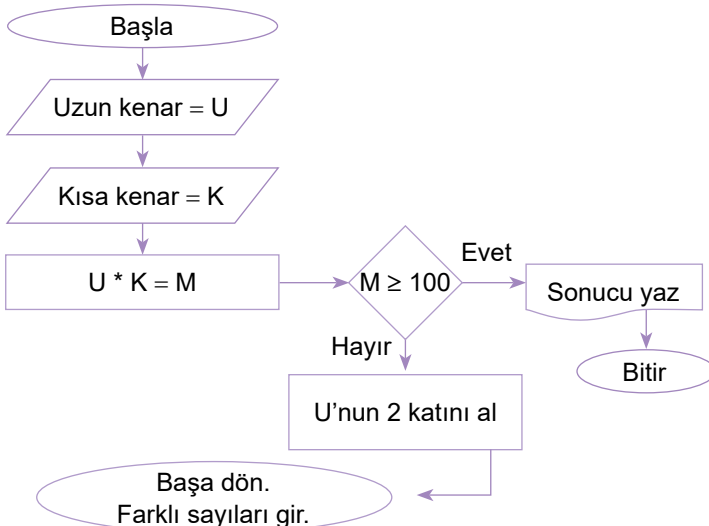 Başla
Uzun kenar = U
Kısa kenar = K
U * K = M
M ≥ 100
Evet
Sonucu yaz
Bitir
Hayır
U’nun 2 katını al
Başa dön.
Farklı sayıları gir.